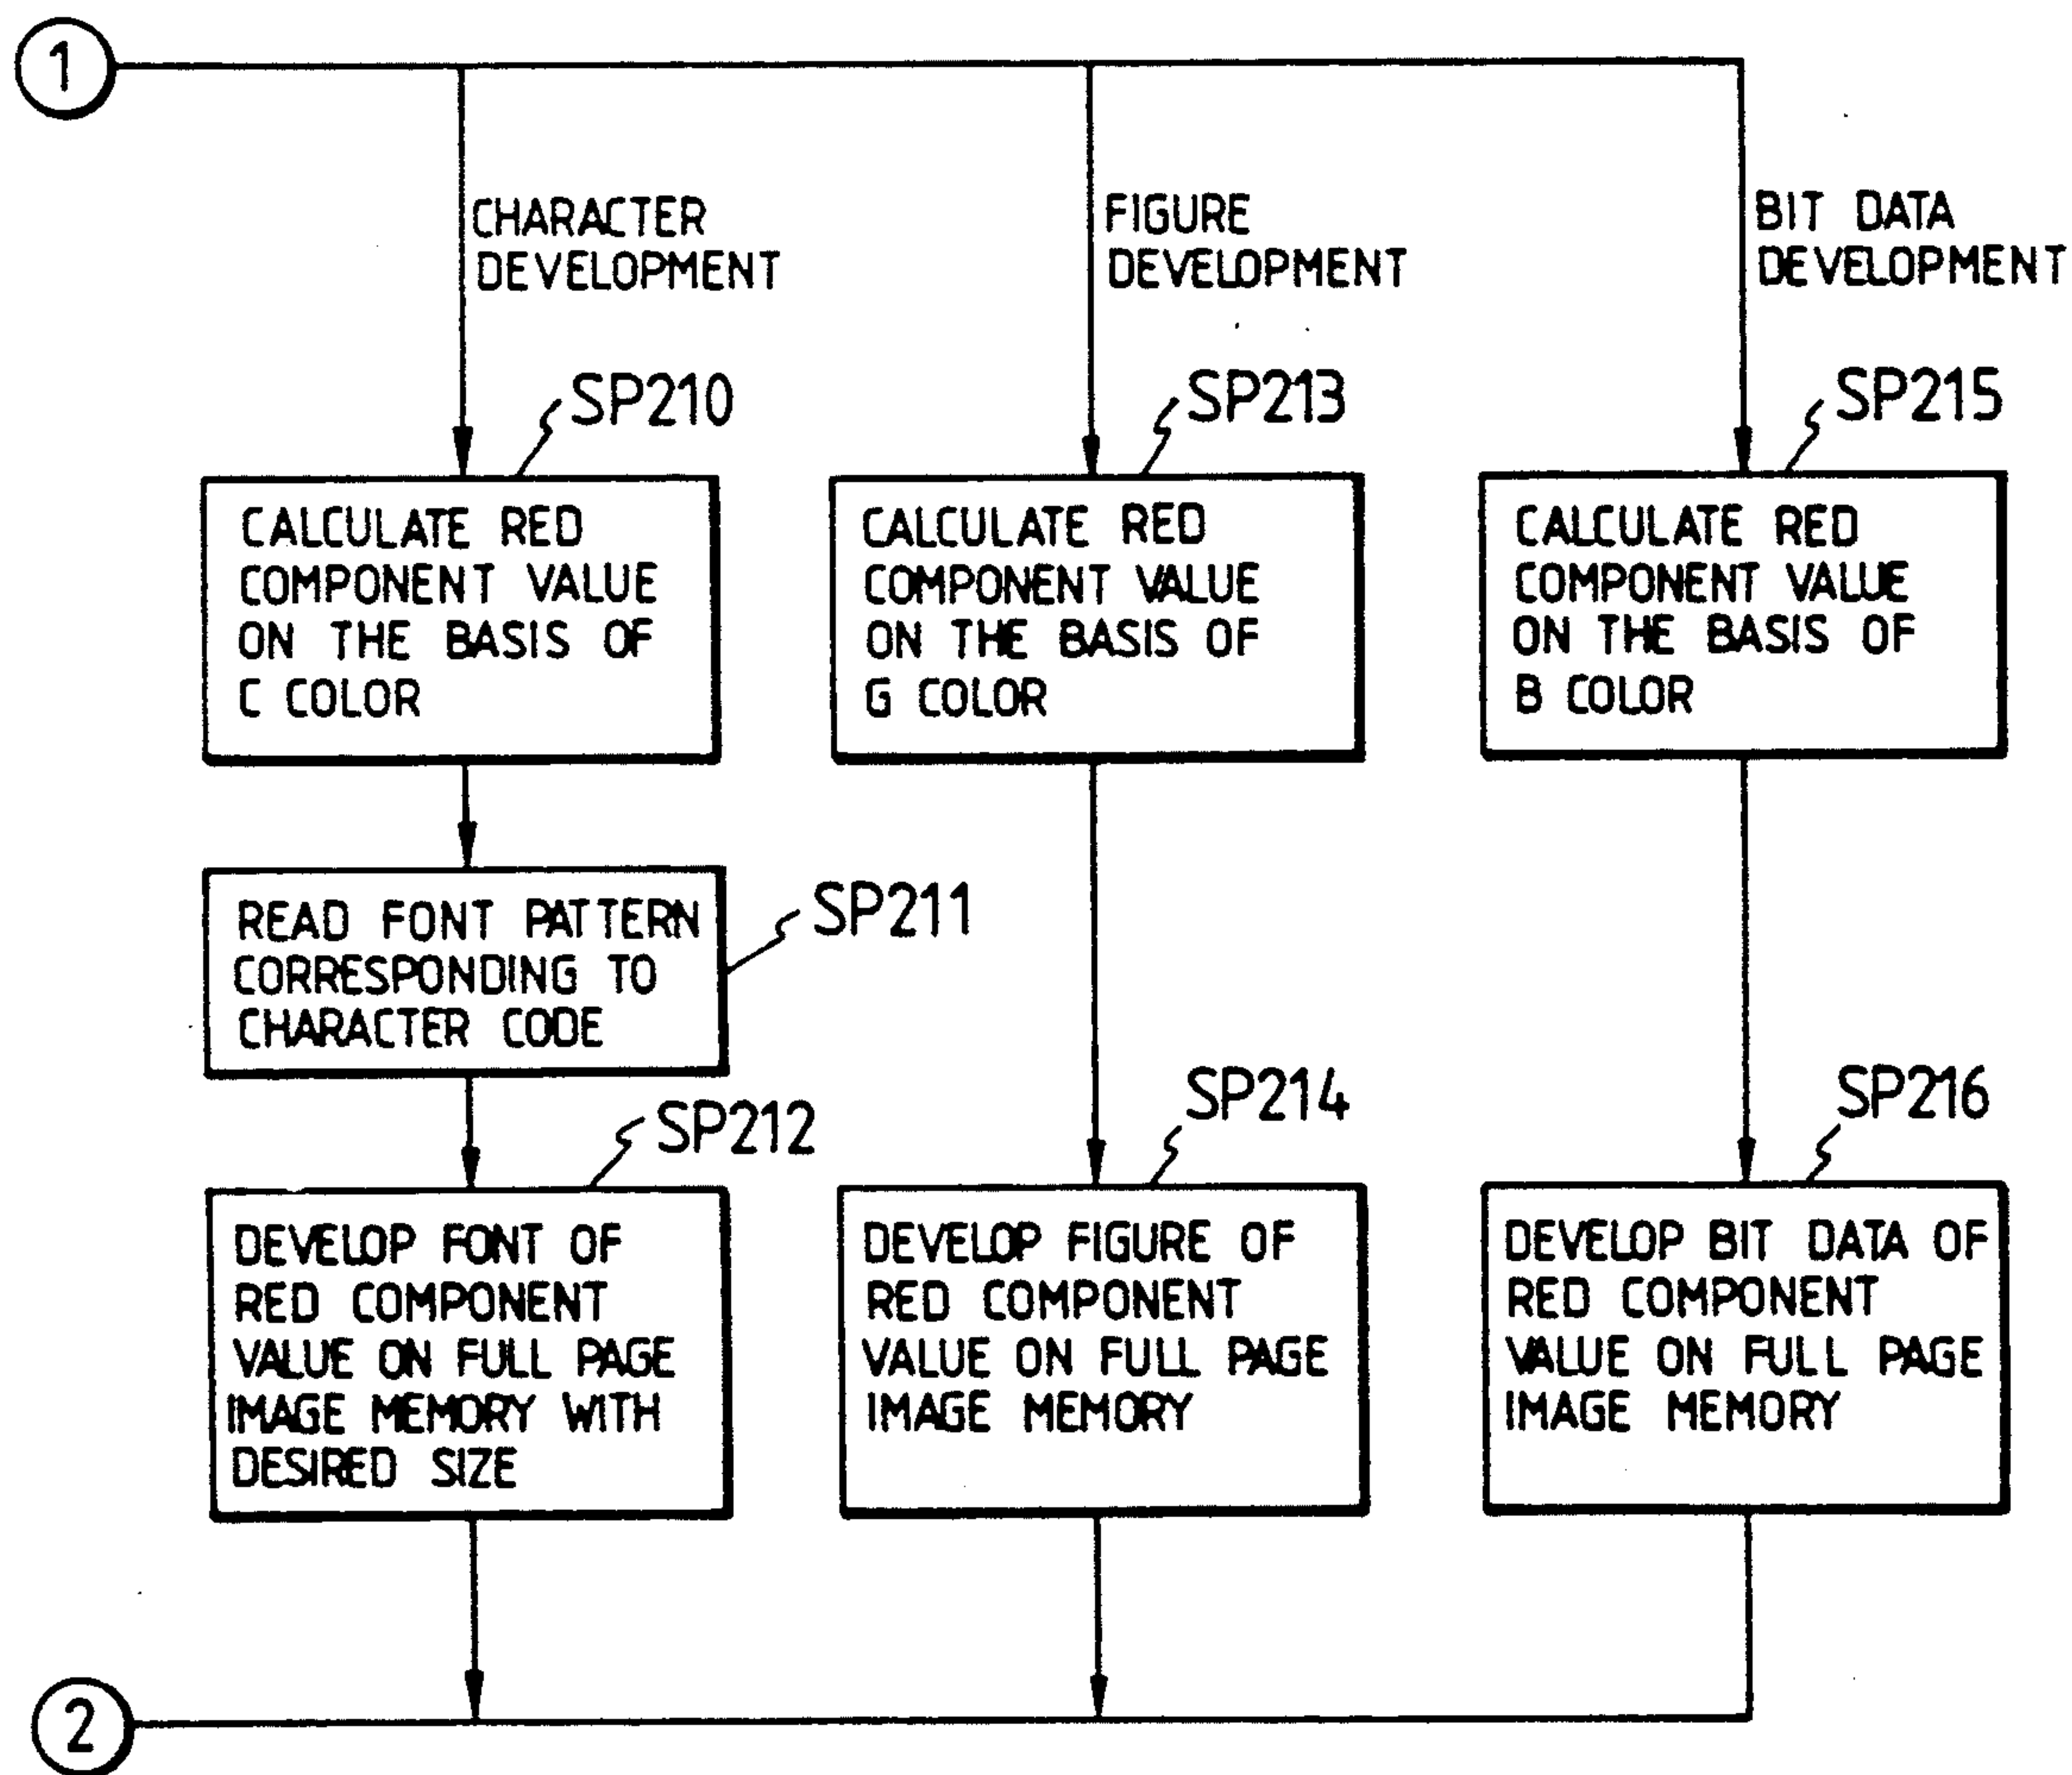 1
CHARACTER
DEVELOPMENT
FIGURE
DEVELOPMENT
BIT DATA
DEVELOPMENT
SP210
CALCULATE RED
COMPONENT VALUE
ON THE BASIS OF
C COLOR
SP211
READ FONT PATTERN
CORRESPONDING TO
CHARACTER CODE
SP212
DEVELOP FONT OF
RED COMPONENT
VALUE ON FULL PAGE
IMAGE MEMORY WITH
DESIRED SIZE
SP213
CALCULATE RED
COMPONENT VALUE
ON THE BASIS OF
G COLOR
SP214
DEVELOP FIGURE OF
RED COMPONENT
VALUE ON FULL PAGE
IMAGE MEMORY
SP215
CALCULATE RED
COMPONENT VALUE
ON THE BASIS OF
B COLOR
SP216
DEVELOP BIT DATA OF
RED COMPONENT
VALUE ON FULL PAGE
IMAGE MEMORY
2